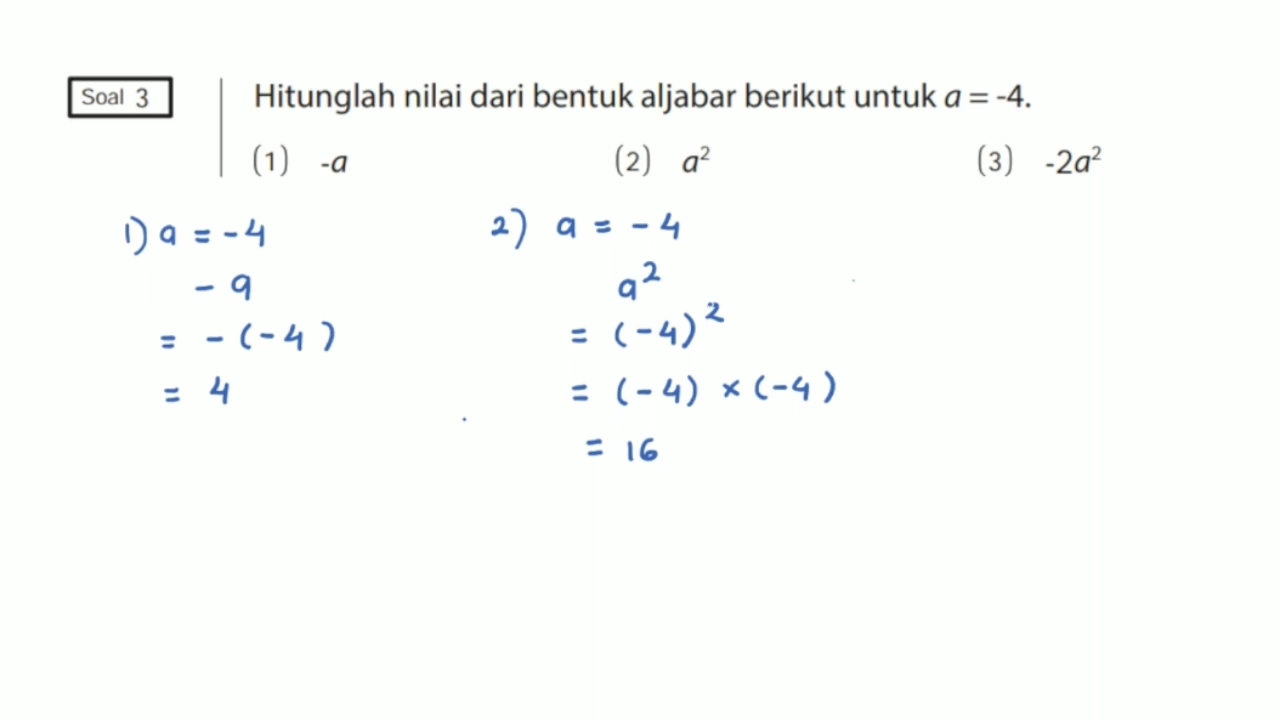 Soal 3
Hitunglah nilai dari bentuk aljabar berikut untuk a = -4.
(1) -a (2) a² (3) -2a²
1) a = -4
- a
= - (-4)
= 4
2) a = -4
a²
= (-4)²
= (-4) × (-4)
= 16